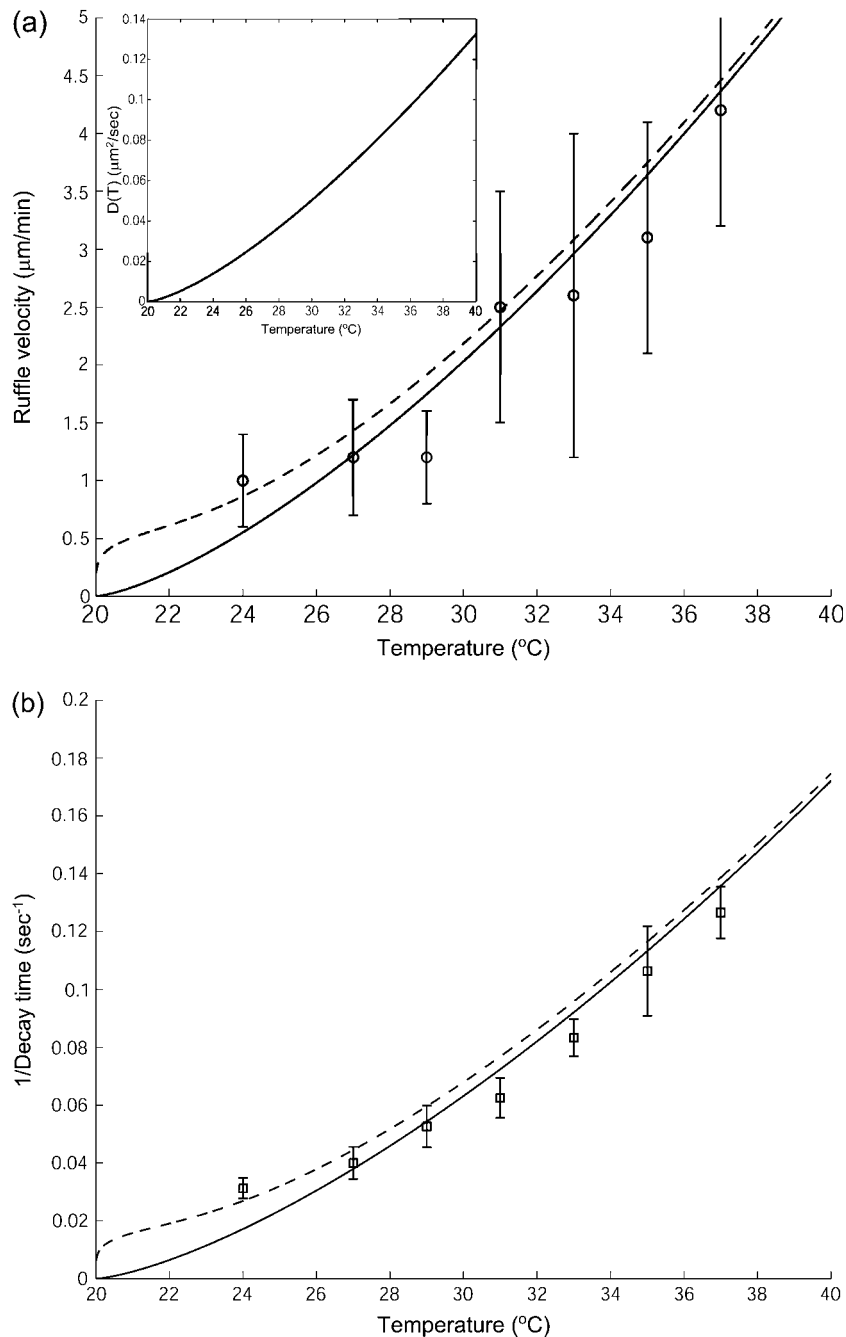 (a)
5
4.5
4
3.5
3
2.5
2
1.5
1
0.5
0
Ruffle velocity (μm/min)
20 22 24 26 28 30 32 34 36 38 40
Temperature (ºC)
0.14
0.12
0.1
0.08
0.06
0.04
0.02
0
D(T) (μm²/sec)
20 22 24 26 28 30 32 34 36 38 40
Temperature (ºC)
(b)
0.2
0.18
0.16
0.14
0.12
0.1
0.08
0.06
0.04
0.02
0
1/Decay time (sec⁻¹)
20 22 24 26 28 30 32 34 36 38 40
Temperature (ºC)